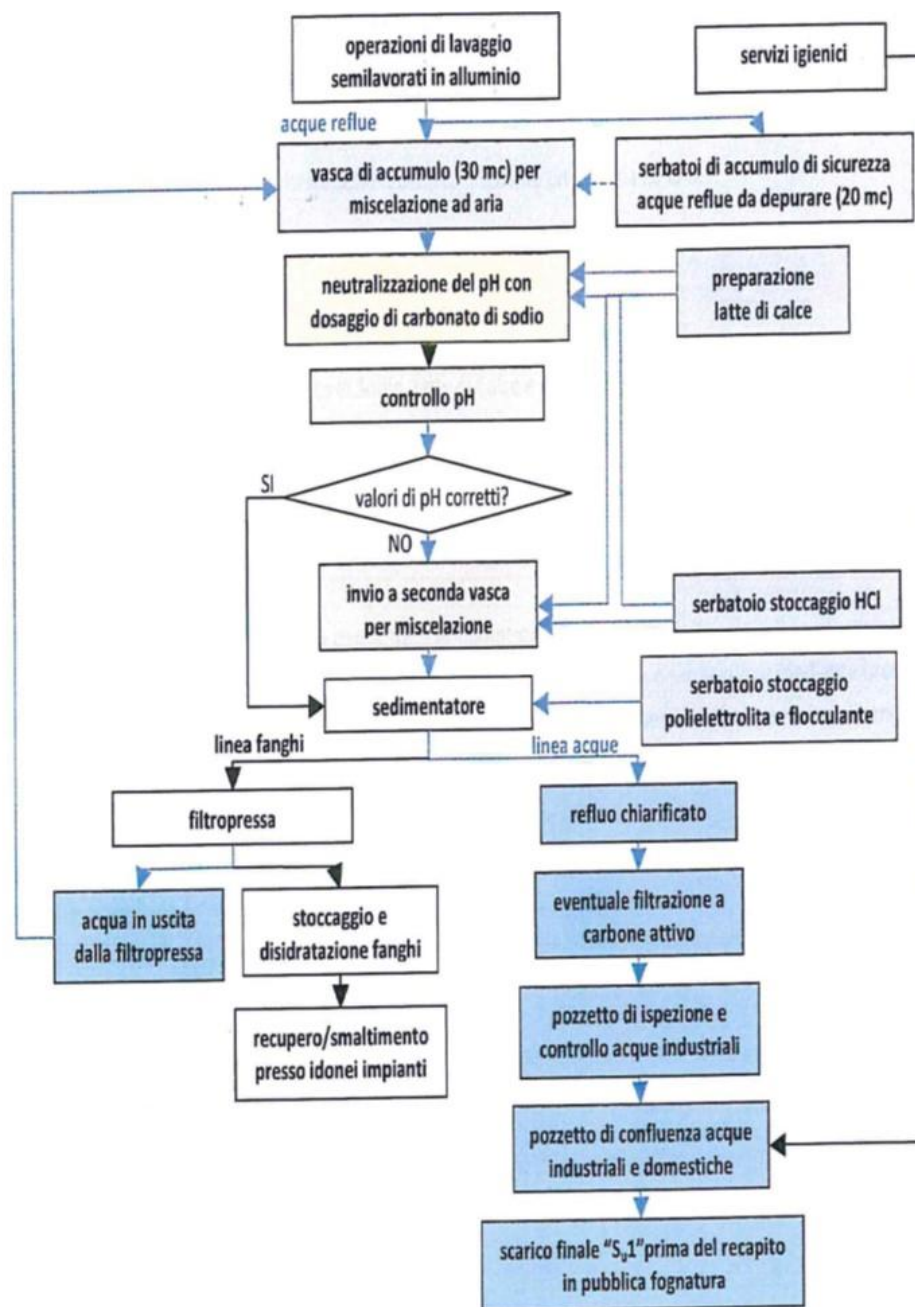 operazioni di lavaggio
semilavorati in alluminio
servizi igienici
acque reflue
vasca di accumulo (30 mc) per
miscelazione ad aria
serbatoi di accumulo di sicurezza
acque reflue da depurare (20 mc)
neutralizzazione del pH con
dosaggio di carbonato di sodio
preparazione
latte di calce
controllo pH
SI
valori di pH corretti?
NO
invio a seconda vasca
per miscelazione
serbatoio stoccaggio HCl
sedimentatore
serbatoio stoccaggio
polielettrolita e flocculante
linea fanghi
linea acque
filtropressa
refluo chiarificato
acqua in uscita
dalla filtropressa
stoccaggio e
disidratazione fanghi
eventuale filtrazione a
carbone attivo
recupero/smaltimento
presso idonei impianti
pozzetto di ispezione e
controllo acque industriali
pozzetto di confluenza acque
industriali e domestiche
scarico finale “Su1” prima del recapito
in pubblica fognatura